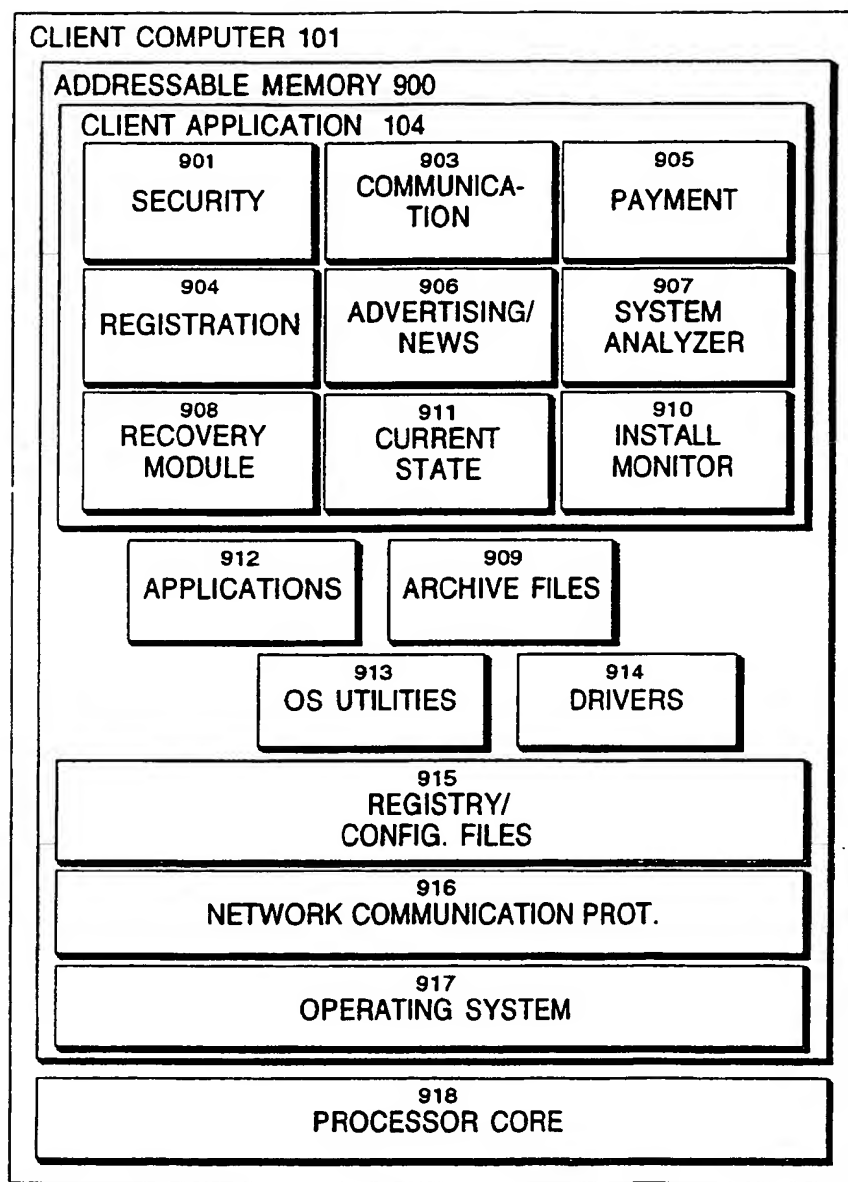 CLIENT COMPUTER 101
ADDRESSABLE MEMORY 900
CLIENT APPLICATION 104
901
SECURITY
903
COMMUNICA-
TION
905
PAYMENT
904
REGISTRATION
906
ADVERTISING/
NEWS
907
SYSTEM
ANALYZER
908
RECOVERY
MODULE
911
CURRENT
STATE
910
INSTALL
MONITOR
912
APPLICATIONS
909
ARCHIVE FILES
913
OS UTILITIES
914
DRIVERS
915
REGISTRY/
CONFIG. FILES
916
NETWORK COMMUNICATION PROT.
917
OPERATING SYSTEM
918
PROCESSOR CORE